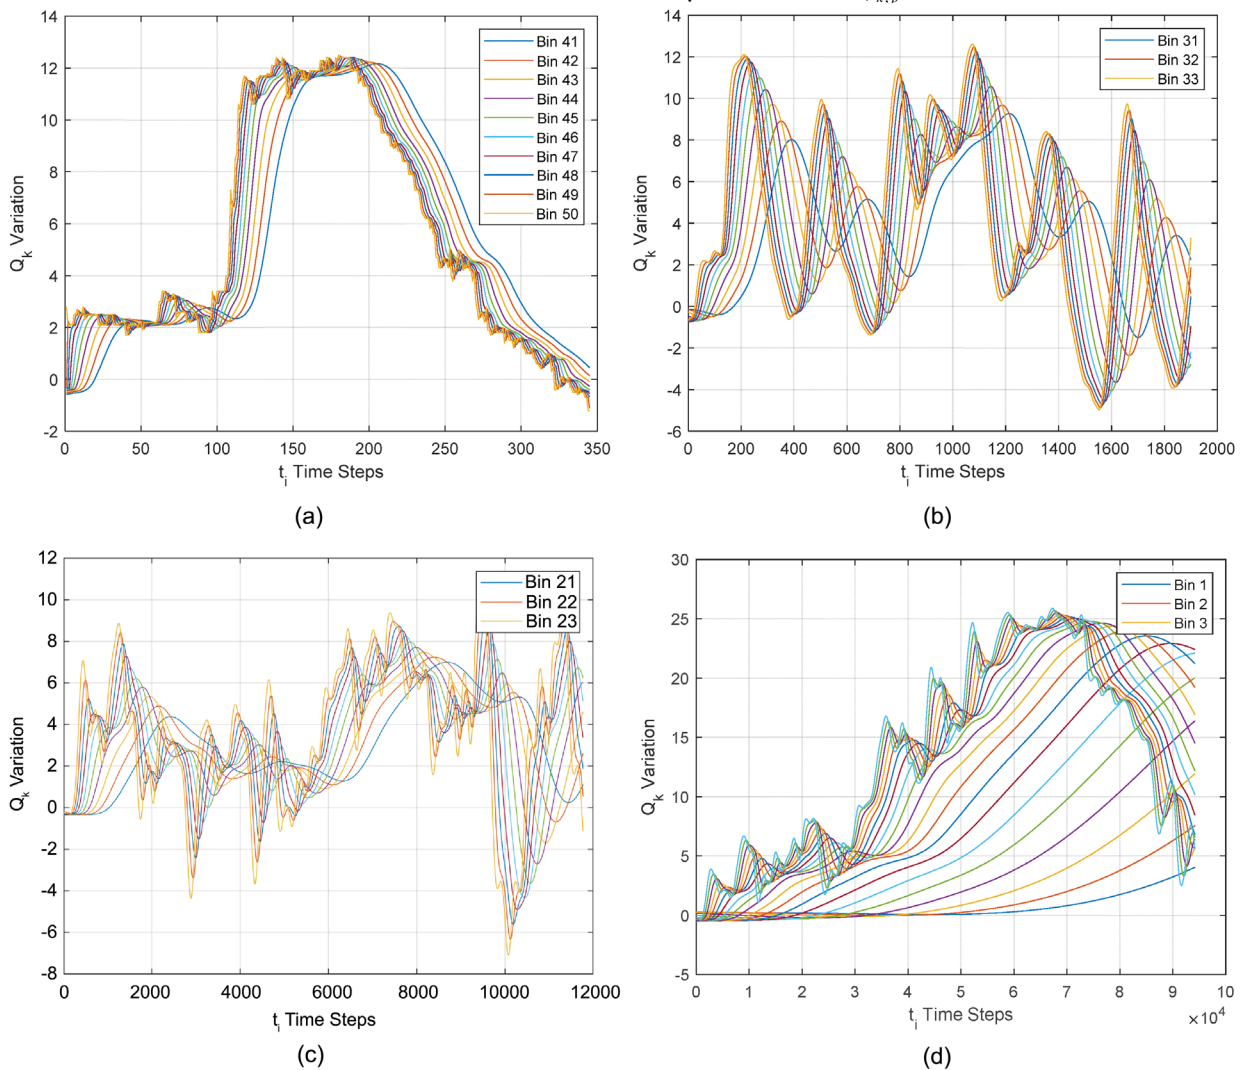 14
12
10
8
6
4
2
0
-2
Q_k Variation
Bin 41
Bin 42
Bin 43
Bin 44
Bin 45
Bin 46
Bin 47
Bin 48
Bin 49
Bin 50
0 50 100 150 200 250 300 350
t_i Time Steps
(a)
14
12
10
8
6
4
2
0
-2
-4
-6
Q_k Variation
Bin 31
Bin 32
Bin 33
0 200 400 600 800 1000 1200 1400 1600 1800 2000
t_i Time Steps
(b)
12
10
8
6
4
2
0
-2
-4
-6
-8
Q_k Variation
Bin 21
Bin 22
Bin 23
0 2000 4000 6000 8000 10000 12000
t_i Time Steps
(c)
30
25
20
15
10
5
0
-5
Q_k Variation
Bin 1
Bin 2
Bin 3
0 1 2 3 4 5 6 7 8 9 10
t_i Time Steps
×10^4
(d)